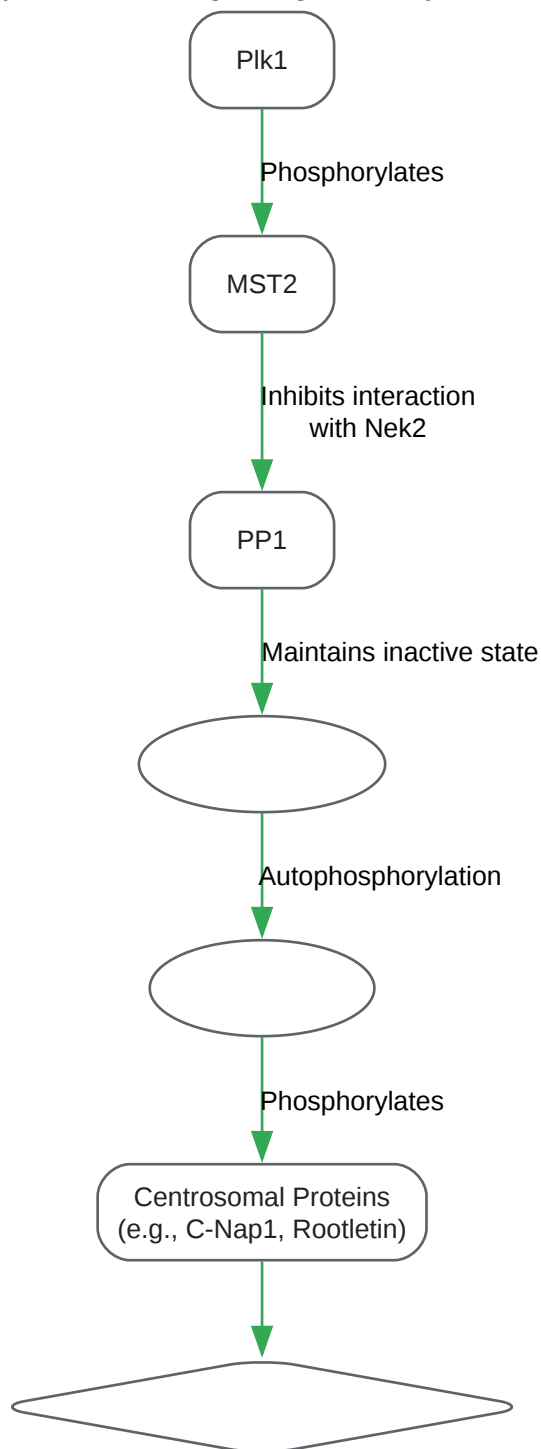 Plk1
Phosphorylates
MST2
Inhibits interaction
with Nek2
PP1
Maintains inactive state
Autophosphorylation
Phosphorylates
Centrosomal Proteins
(e.g., C-Nap1, Rootletin)